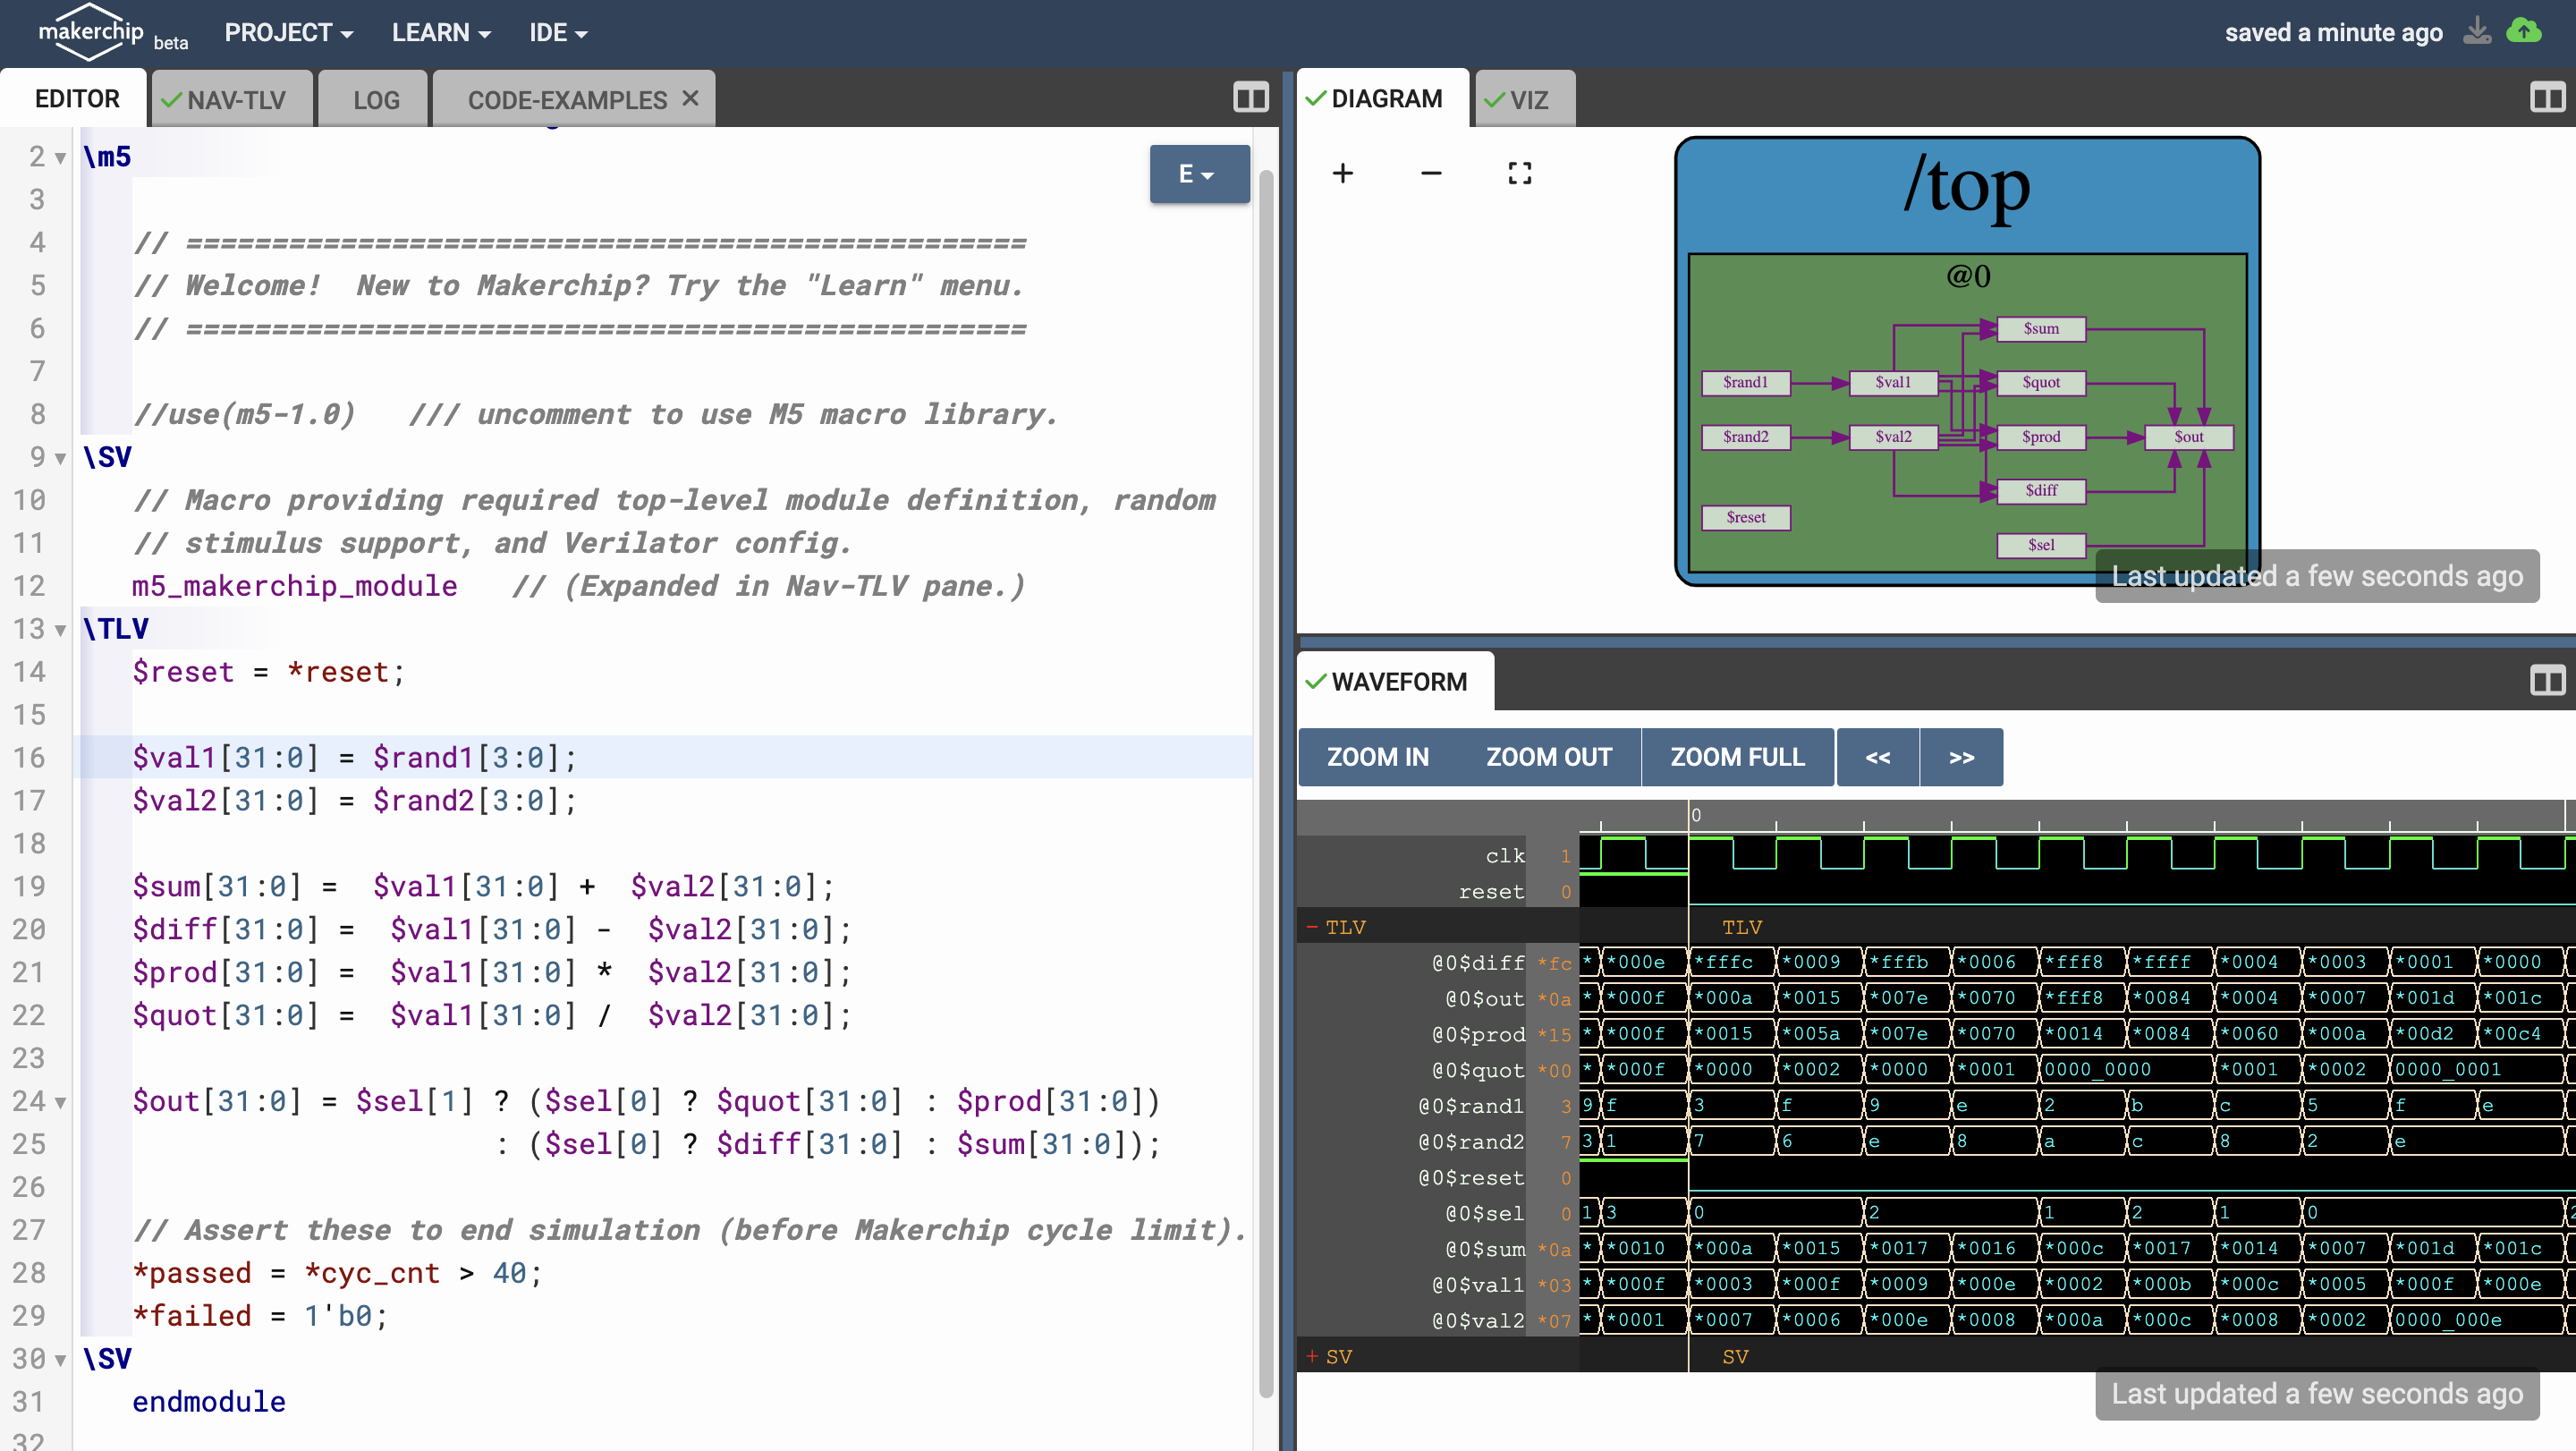 makerchip beta PROJECT LEARN IDE saved a minute ago
EDITOR NAV-TLV LOG CODE-EXAMPLES ✕
2 \m5
3
4 // =================================================
5 // Welcome!  New to Makerchip? Try the "Learn" menu.
6 // =================================================
7
8 //use(m5-1.0)   /// uncomment to use M5 macro library.
9 \SV
10 // Macro providing required top-level module definition, random
11 // stimulus support, and Verilator config.
12 m5_makerchip_module   // (Expanded in Nav-TLV pane.)
13 \TLV
14 $reset = *reset;
15
16 $val1[31:0] = $rand1[3:0];
17 $val2[31:0] = $rand2[3:0];
18
19 $sum[31:0] =  $val1[31:0] +  $val2[31:0];
20 $diff[31:0] =  $val1[31:0] -  $val2[31:0];
21 $prod[31:0] =  $val1[31:0] *  $val2[31:0];
22 $quot[31:0] =  $val1[31:0] /  $val2[31:0];
23
24 $out[31:0] = $sel[1] ? ($sel[0] ? $quot[31:0] : $prod[31:0])
25 : ($sel[0] ? $diff[31:0] : $sum[31:0]);
26
27 // Assert these to end simulation (before Makerchip cycle limit).
28 *passed = *cyc_cnt > 40;
29 *failed = 1'b0;
30 \SV
31 endmodule
32
E
DIAGRAM VIZ
+ −
/top
@0
$sum
$rand1 $val1 $quot
$rand2 $val2 $prod $out
$diff
$reset
$sel
Last updated a few seconds ago
WAVEFORM
ZOOM IN ZOOM OUT ZOOM FULL << >>
0
clk 1
reset 0
− TLV TLV
@0$diff *fc * *000e *fffc *0009 *fffb *0006 *fff8 *ffff *0004 *0003 *0001 *0000
@0$out *0a * *000f *000a *0015 *007e *0070 *fff8 *0084 *0004 *0007 *001d *001c
@0$prod *15 * *000f *0015 *005a *007e *0070 *0014 *0084 *0060 *000a *00d2 *00c4
@0$quot *00 * *000f *0000 *0002 *0000 *0001 0000_0000 *0001 *0002 0000_0001
@0$rand1 3 9 f 3 f 9 e 2 b c 5 f e
@0$rand2 7 3 1 7 6 e 8 a c 8 2 e
@0$reset 0
@0$sel 0 1 3 0 2 1 2 1 0 2
@0$sum *0a * *0010 *000a *0015 *0017 *0016 *000c *0017 *0014 *0007 *001d *001c
@0$val1 *03 * *000f *0003 *000f *0009 *000e *0002 *000b *000c *0005 *000f *000e
@0$val2 *07 * *0001 *0007 *0006 *000e *0008 *000a *000c *0008 *0002 0000_000e
+ SV SV
Last updated a few seconds ago